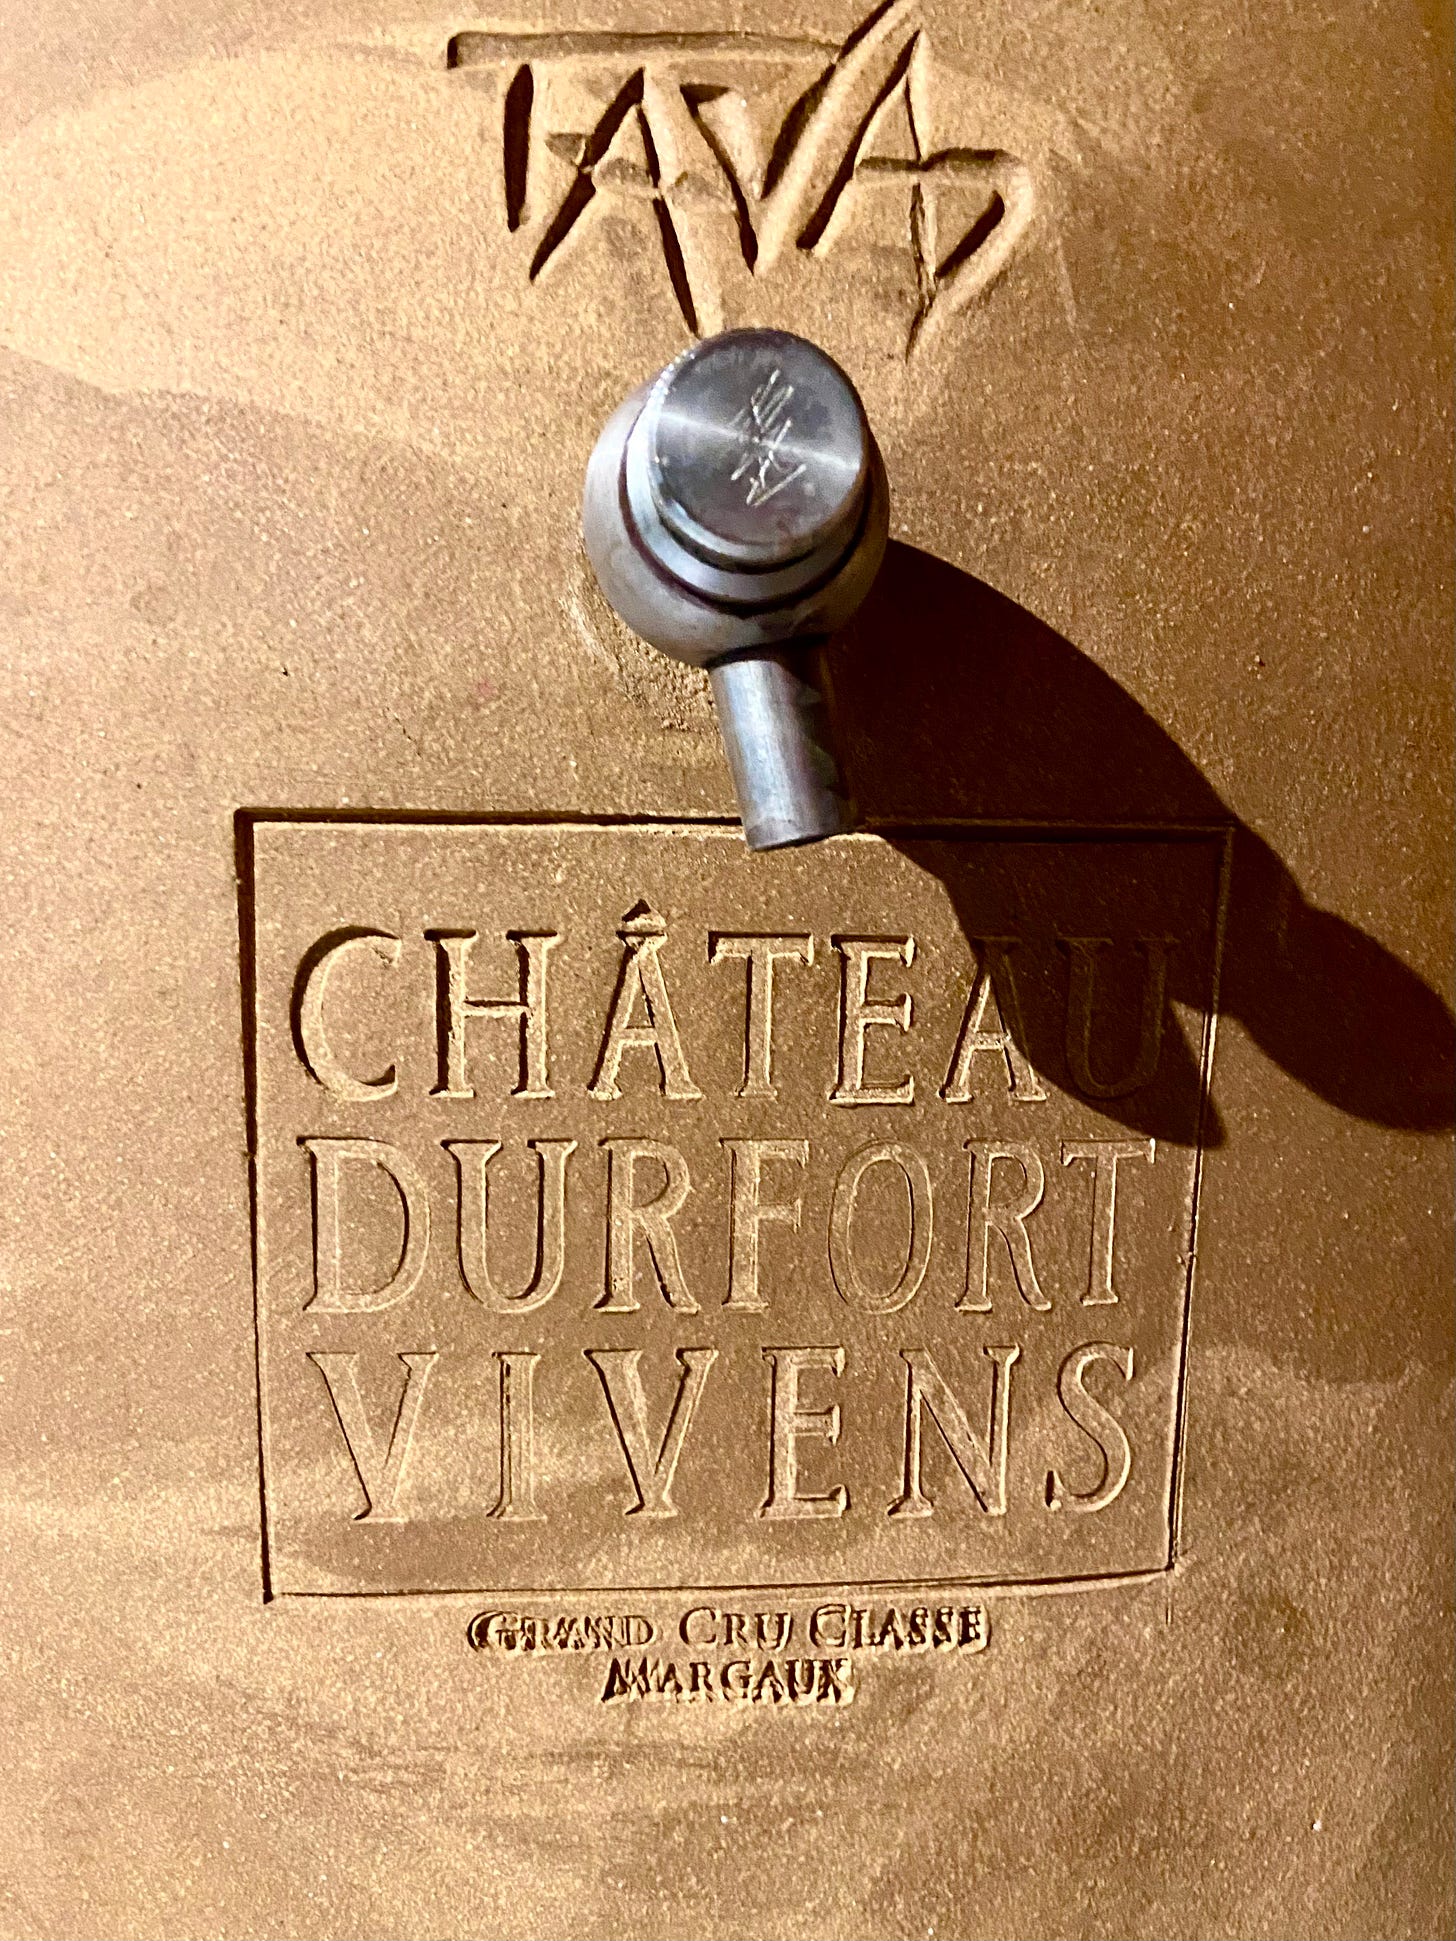 TAVA
CHÂTEAU
DURFORT
VIVENS
GRAND CRU CLASSE
MARGAUX